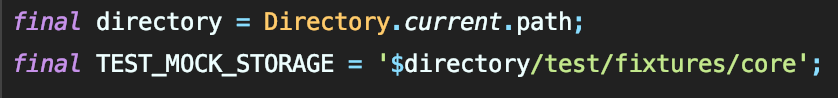 final directory = Directory.current.path;
final TEST_MOCK_STORAGE = '$directory/test/fixtures/core';